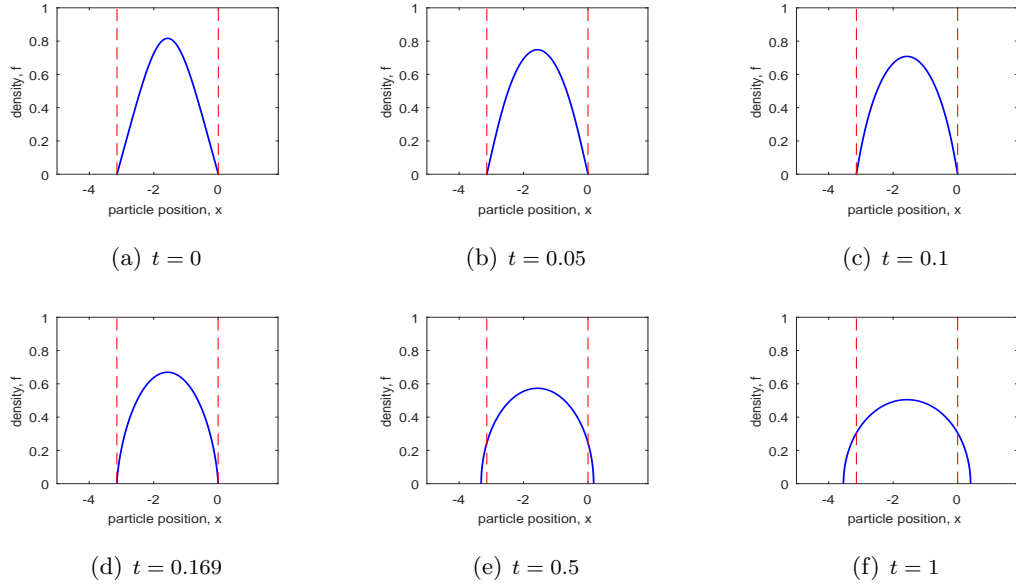 1
0.8
0.6
0.4
0.2
0
density, f
-4 -2 0
particle position, x
(a) t = 0
1
0.8
0.6
0.4
0.2
0
density, f
-4 -2 0
particle position, x
(b) t = 0.05
1
0.8
0.6
0.4
0.2
0
density, f
-4 -2 0
particle position, x
(c) t = 0.1
1
0.8
0.6
0.4
0.2
0
density, f
-4 -2 0
particle position, x
(d) t = 0.169
1
0.8
0.6
0.4
0.2
0
density, f
-4 -2 0
particle position, x
(e) t = 0.5
1
0.8
0.6
0.4
0.2
0
density, f
-4 -2 0
particle position, x
(f) t = 1